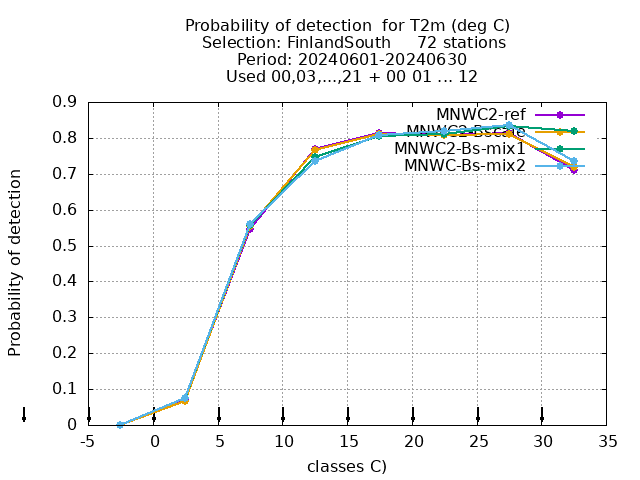 Probability of detection for T2m (deg C)
Selection: FinlandSouth 72 stations
Period: 20240601-20240630
Used 00,03,...,21 + 00 01 ... 12
MNWC2-ref
MNWC2-Bs-mix1
MNWC-Bs-mix2
Probability of detection
0.9
0.8
0.7
0.6
0.5
0.4
0.3
0.2
0.1
0
-5 0 5 10 15 20 25 30 35
classes C)